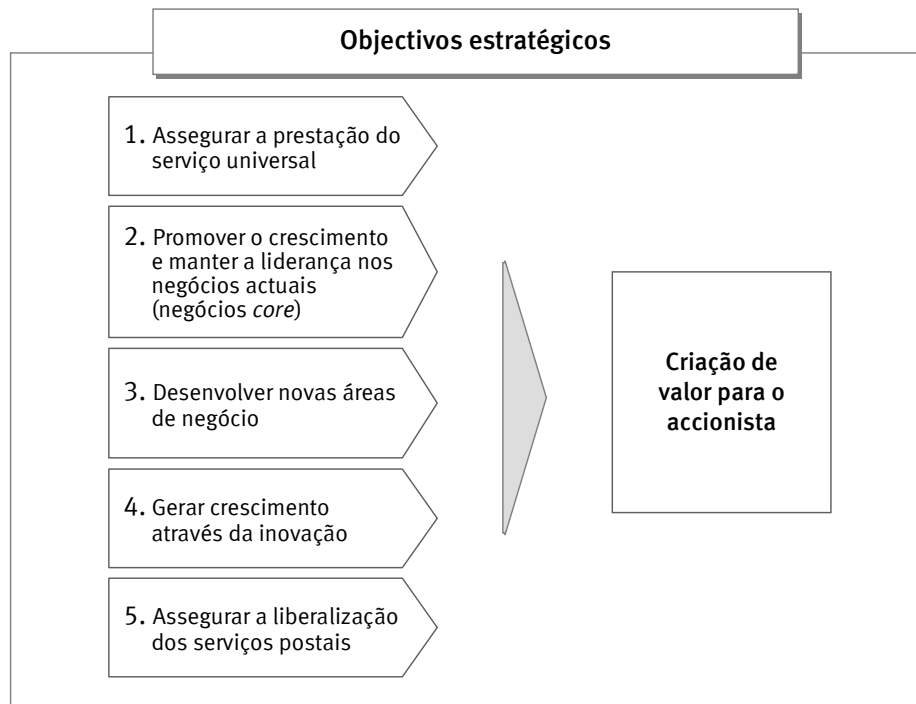 Objectivos estratégicos
1. Assegurar a prestação do
serviço universal
2. Promover o crescimento
e manter a liderança nos
negócios actuais
(negócios core)
3. Desenvolver novas áreas
de negócio
4. Gerar crescimento
através da inovação
5. Assegurar a liberalização
dos serviços postais
Criação de
valor para o
accionista